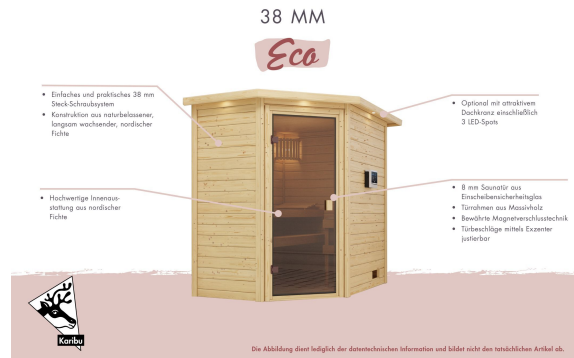 38 MM
Eco
• Einfaches und praktisches 38 mm
Steck-Schraubsystem
• Konstruktion aus naturbelassener,
langsam wachsender, nordischer
Fichte
• Optional mit attraktivem
Dachkranz einschließlich
3 LED-Spots
• Hochwertige Innenaus-
stattung aus nordischer
Fichte
• 8 mm Saunatür aus
Einscheibensicherheitsglas
• Türrahmen aus Massivholz
• Bewährte Magnetverschlusstechnik
• Türbeschläge mittels Exzenter
justierbar
Karibu
Die Abbildung dient lediglich der datentechnischen Information und bildet nicht den tatsächlichen Artikel ab.